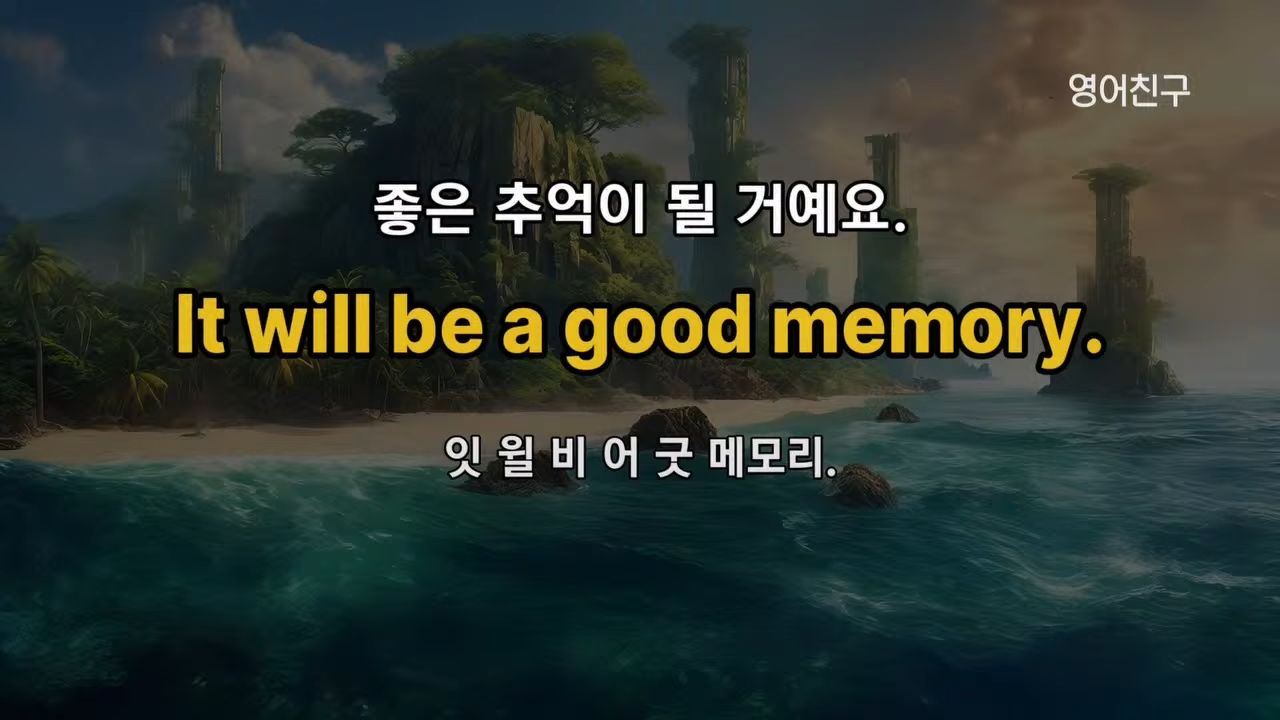 영어친구
좋은 추억이 될 거예요.
It will be a good memory.
잇 윌 비 어 굿 메모리.